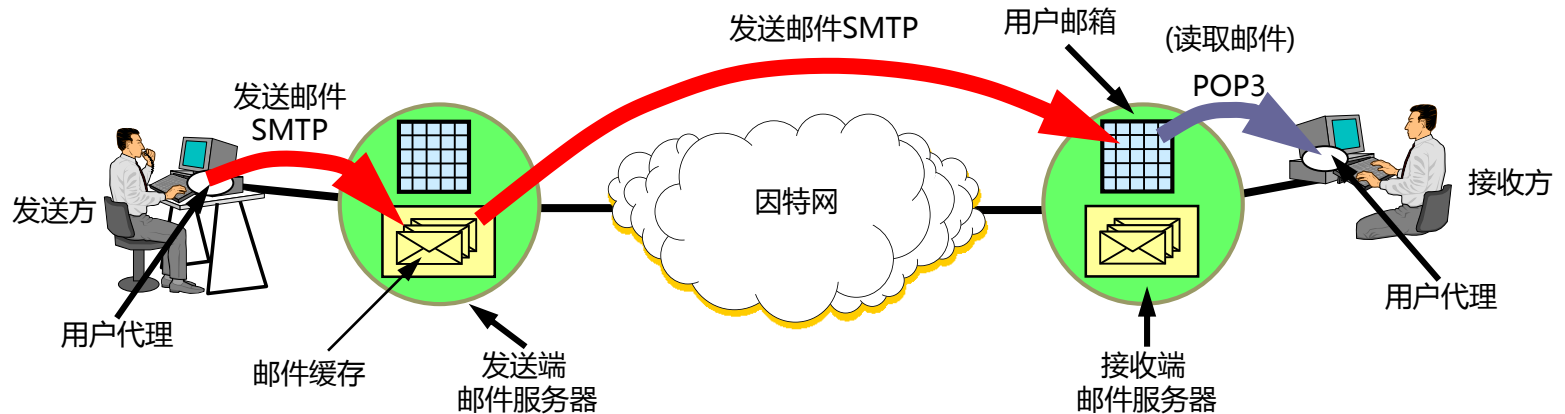 发送邮件SMTP
用户邮箱
(读取邮件)
POP3
发送邮件
SMTP
发送方
因特网
接收方
用户代理
用户代理
邮件缓存
发送端
邮件服务器
接收端
邮件服务器